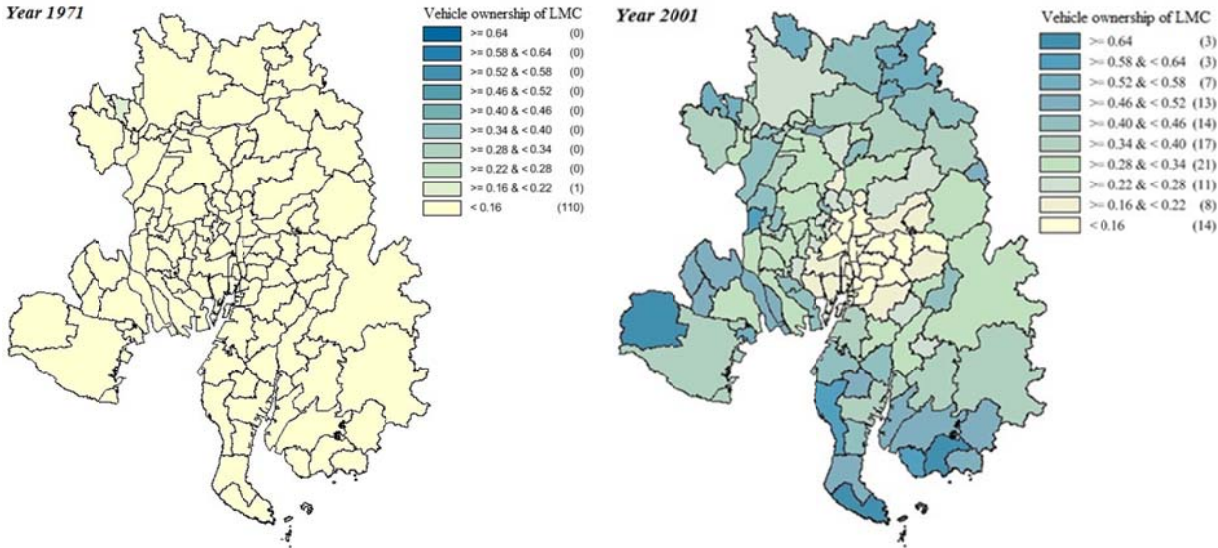 Year 1971
Vehicle ownership of LMC
>= 0.64 (0)
>= 0.58 & < 0.64 (0)
>= 0.52 & < 0.58 (0)
>= 0.46 & < 0.52 (0)
>= 0.40 & < 0.46 (0)
>= 0.34 & < 0.40 (0)
>= 0.28 & < 0.34 (0)
>= 0.22 & < 0.28 (0)
>= 0.16 & < 0.22 (1)
< 0.16 (110)
Year 2001
Vehicle ownership of LMC
>= 0.64 (3)
>= 0.58 & < 0.64 (3)
>= 0.52 & < 0.58 (7)
>= 0.46 & < 0.52 (13)
>= 0.40 & < 0.46 (14)
>= 0.34 & < 0.40 (17)
>= 0.28 & < 0.34 (21)
>= 0.22 & < 0.28 (11)
>= 0.16 & < 0.22 (8)
< 0.16 (14)